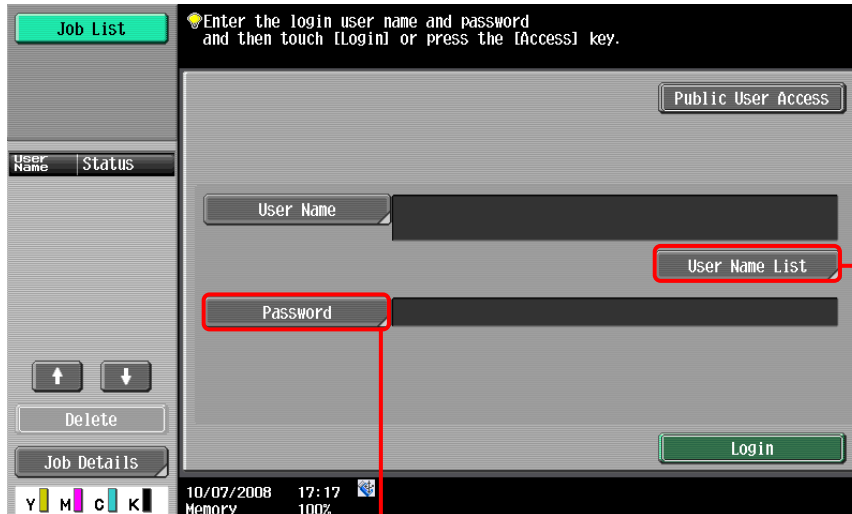 Job List
Enter the login user name and password
and then touch [Login] or press the [Access] key.
Public User Access
User Name
Status
User Name
User Name List
Password
Delete
Job Details
Login
Y M C K
10/07/2008 17:17
Memory 100%